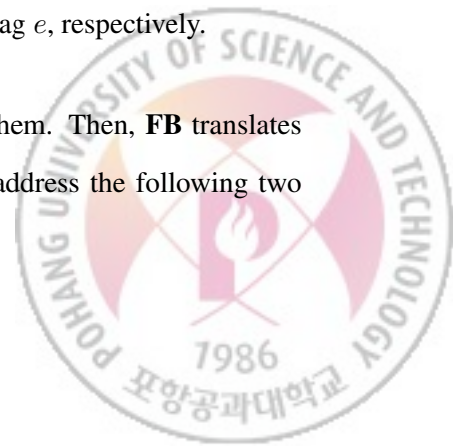 ag e, respectively.
hem. Then, FB translates
address the following two
POHANG UNIVERSITY OF SCIENCE AND TECHNOLOGY
1986
포항공과대학교